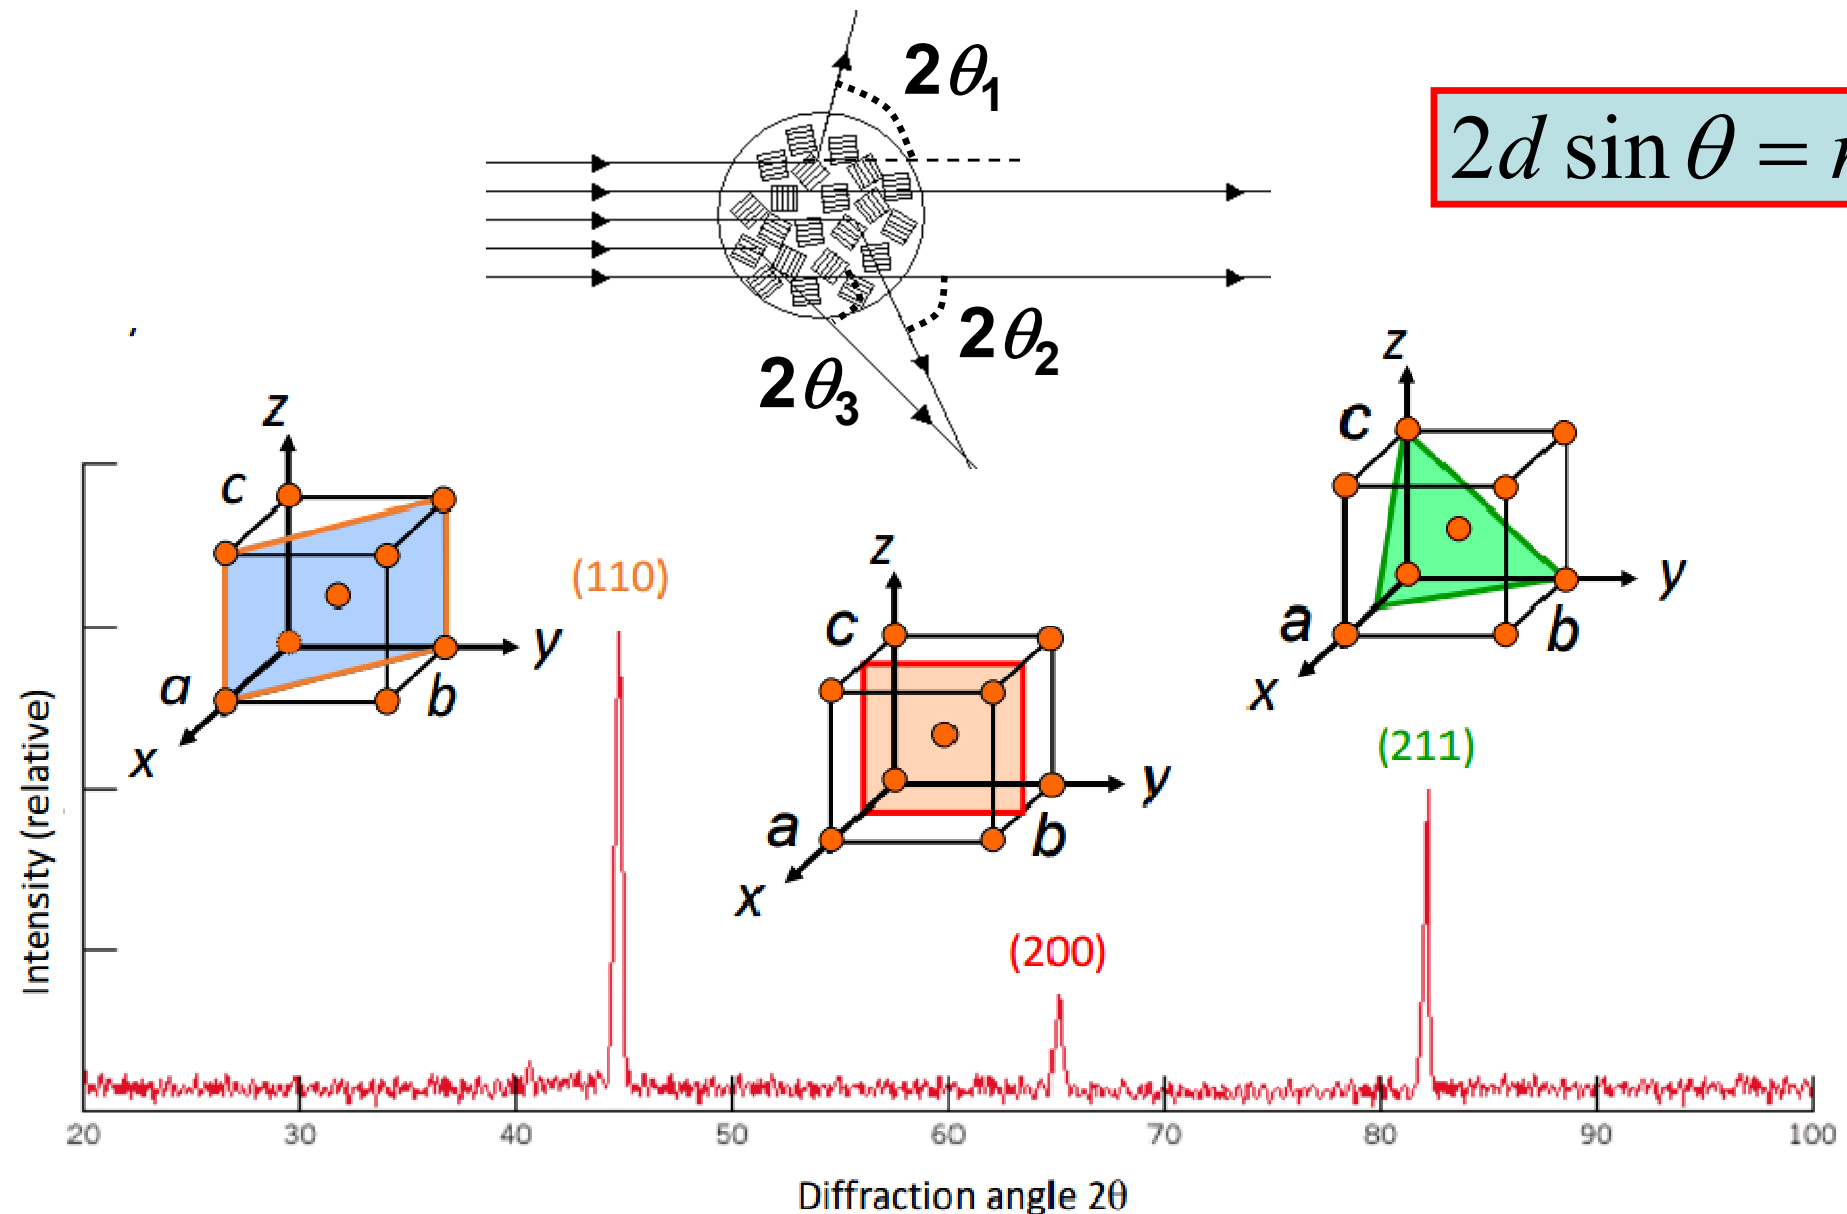 2θ₁
2d sin θ = n
2θ₂
2θ₃
z
c
y
a
b
x
(110)
z
c
y
a
b
x
(200)
z
c
y
a
b
x
(211)
Intensity (relative)
20 30 40 50 60 70 80 90 100
Diffraction angle 2θ